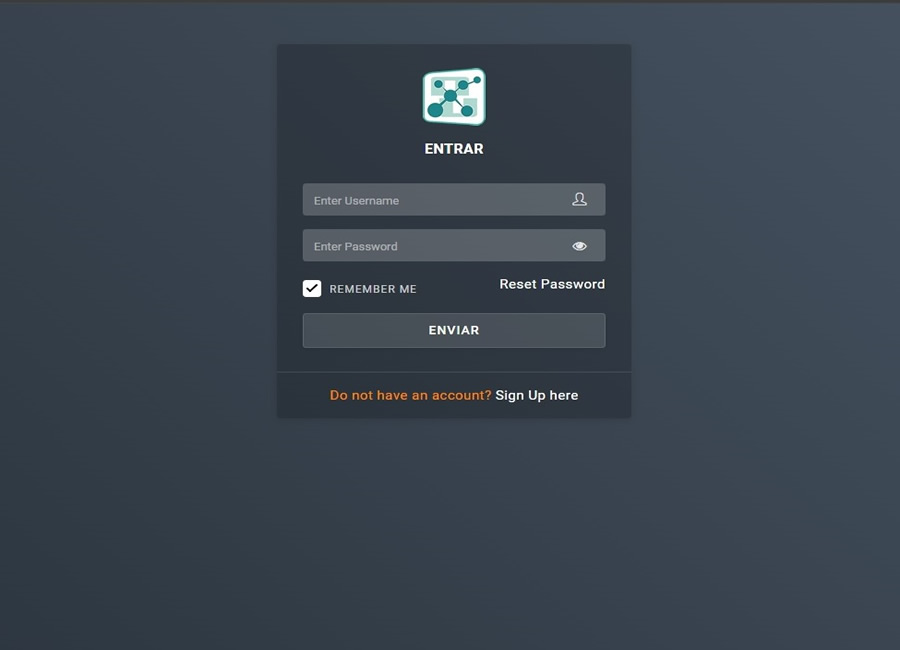 ENTRAR
Enter Username
Enter Password
REMEMBER ME
Reset Password
ENVIAR
Do not have an account? Sign Up here